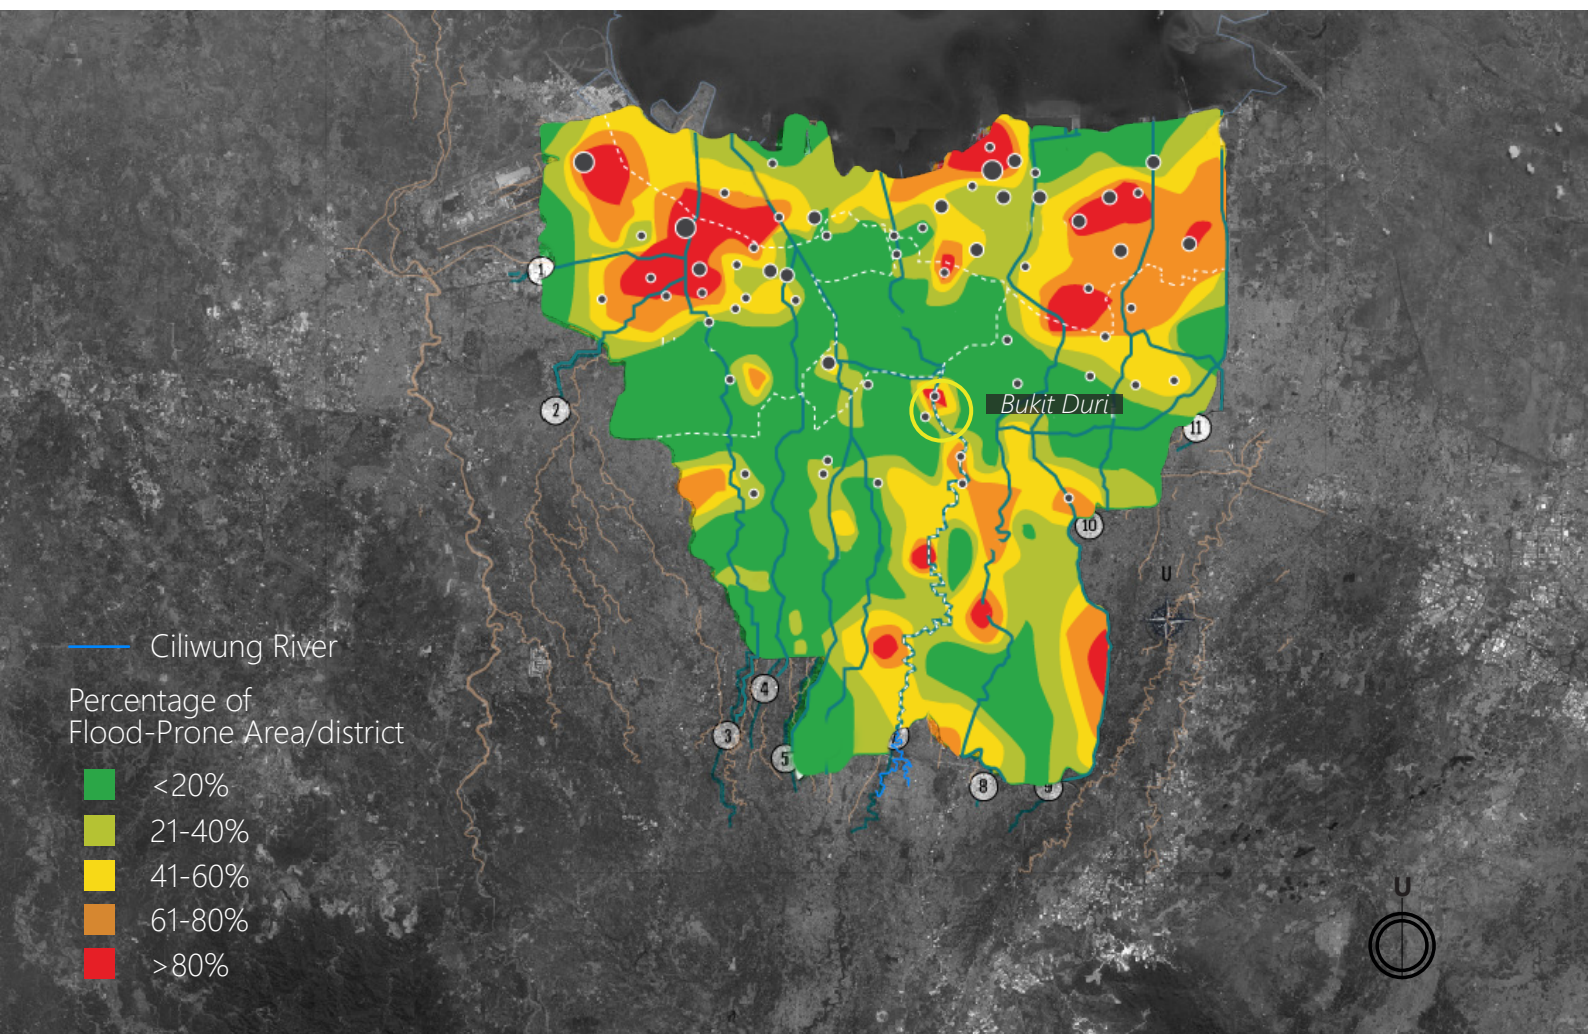 1
2
Bukit Duri
11
10
U
Ciliwung River
4
Percentage of
Flood-Prone Area/district
3
5
<20%
8
9
21-40%
41-60%
U
61-80%
>80%